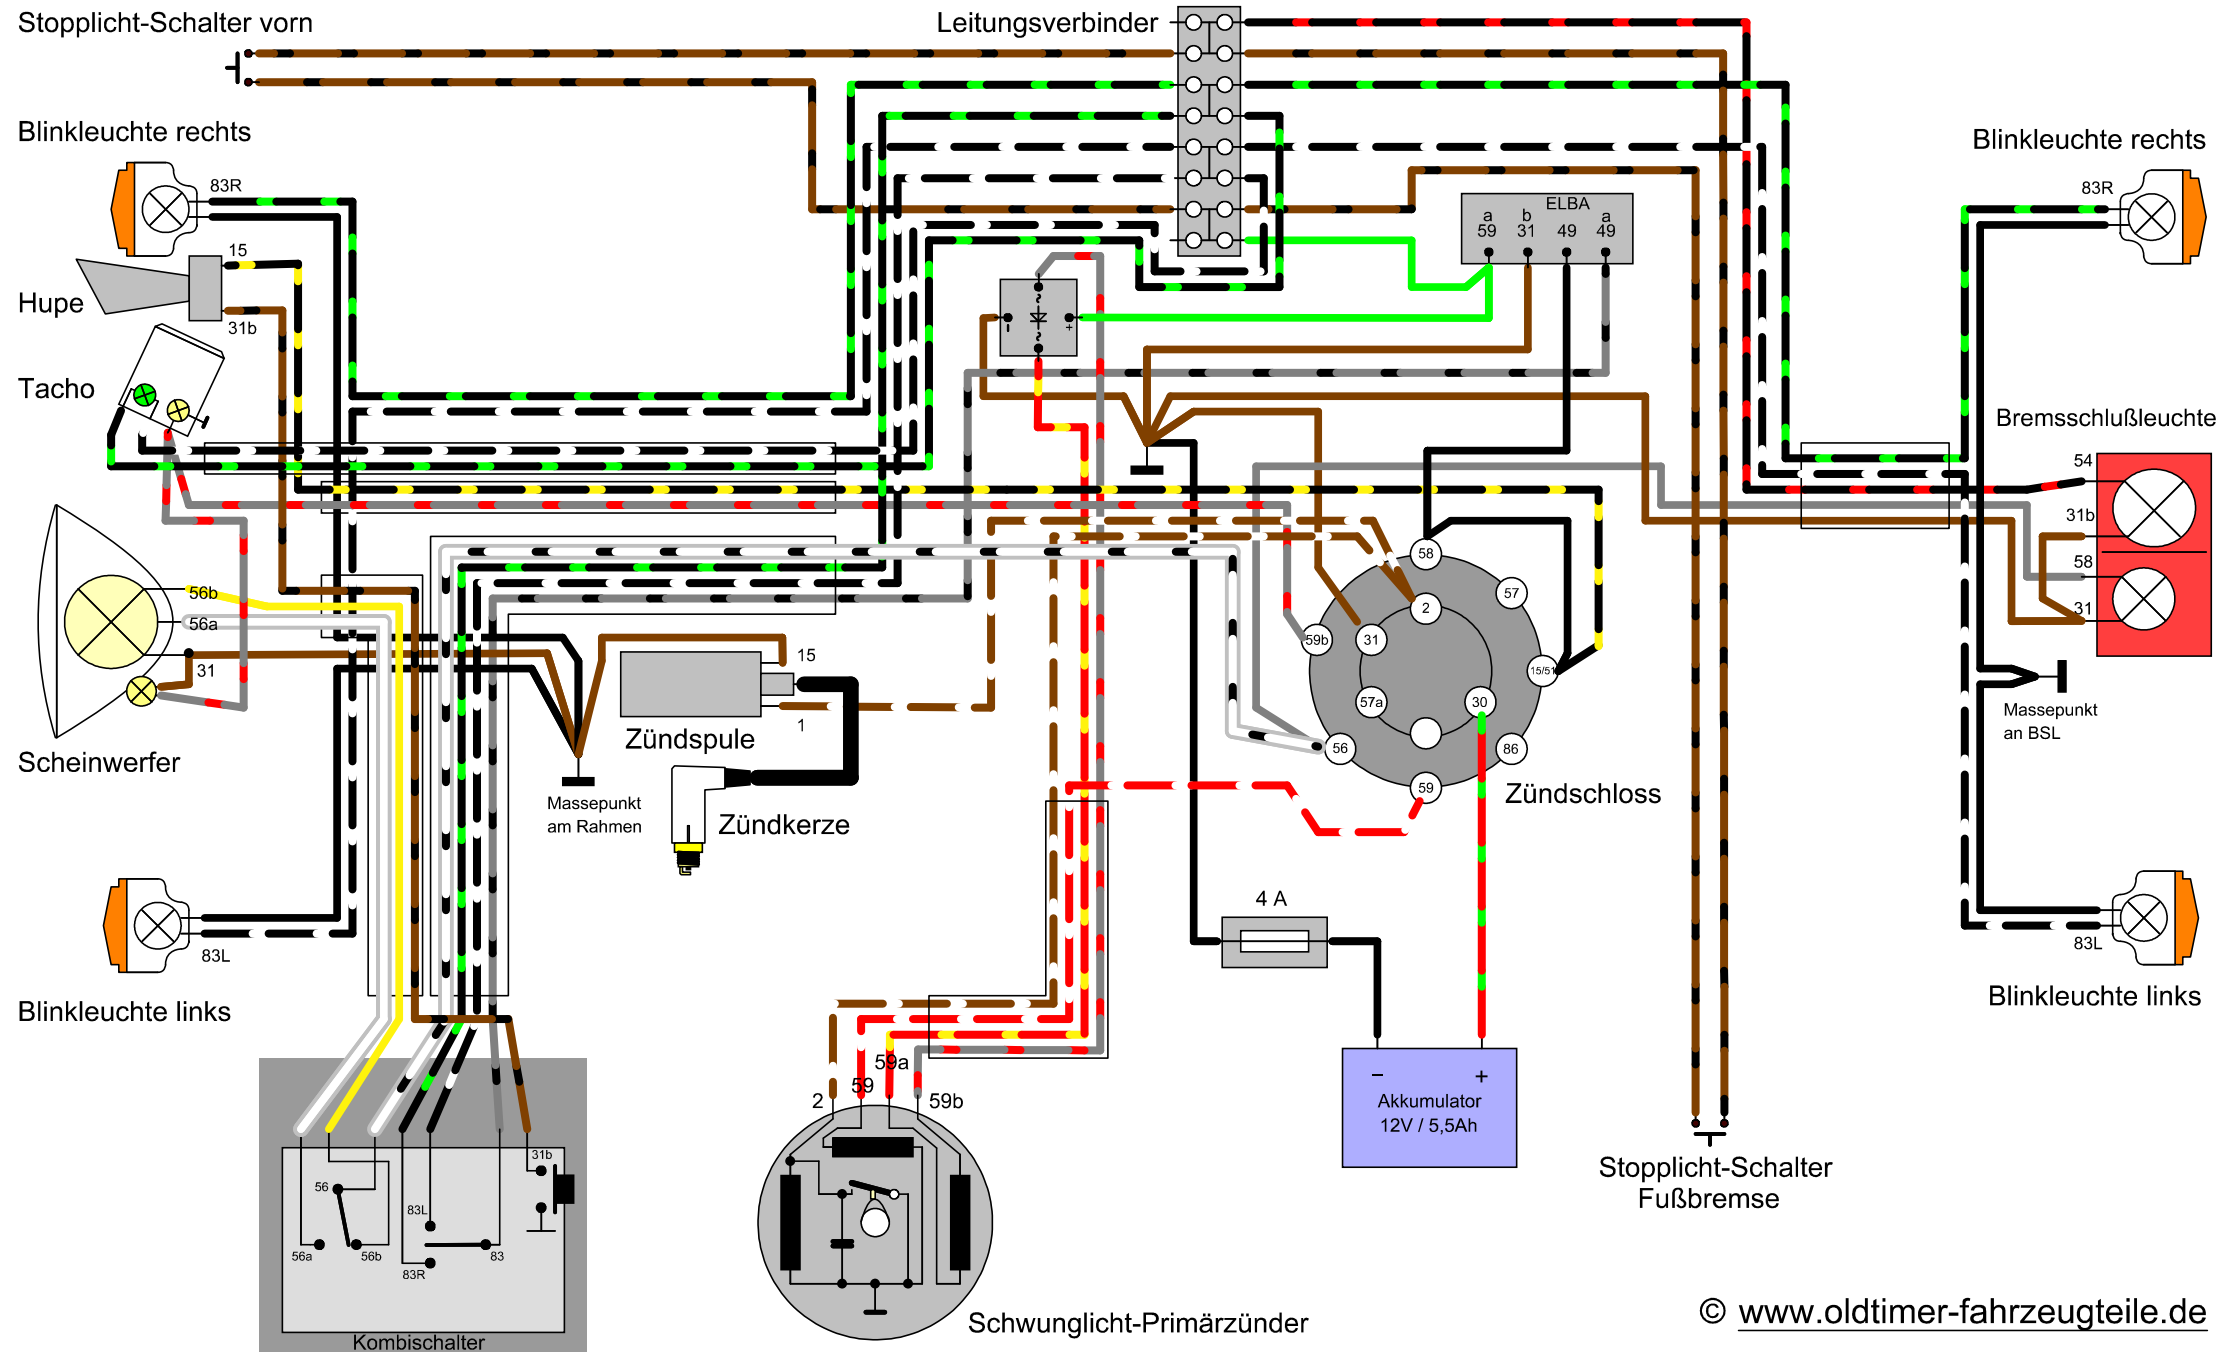 Stopplicht-Schalter vorn
Leitungsverbinder
Blinkleuchte rechts
83R
15
Hupe
31b
Tacho
56b
56a
31
Scheinwerfer
Blinkleuchte rechts
83R
ELBA
a b a
59 31 49 49
- +
Bremsschlußleuchte
54
31b
58
31
Massepunkt
an BSL
15
1
Zündspule
Massepunkt
am Rahmen
Zündkerze
58
57
2
59b
31
15/51
57a
30
56
86
59
Zündschloss
4 A
83L
Blinkleuchte links
83L
Blinkleuchte links
− +
Akkumulator
12V / 5,5Ah
Stopplicht-Schalter
Fußbremse
59a
59
2
59b
Schwunglicht-Primärzünder
31b
56
83L
56a
56b
83
83R
Kombischalter
© www.oldtimer-fahrzeugteile.de